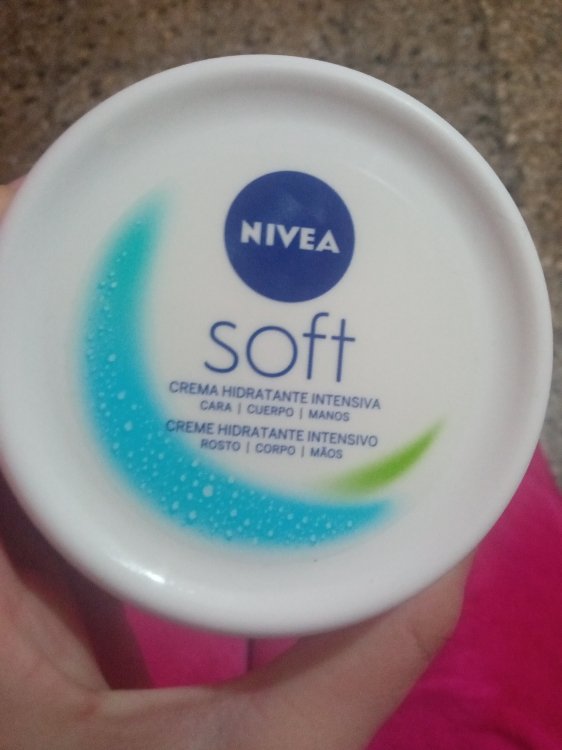 NIVEA
soft
CREMA HIDRATANTE INTENSIVA
CARA | CUERPO | MANOS
CREME HIDRATANTE INTENSIVO
ROSTO | CORPO | MÃOS